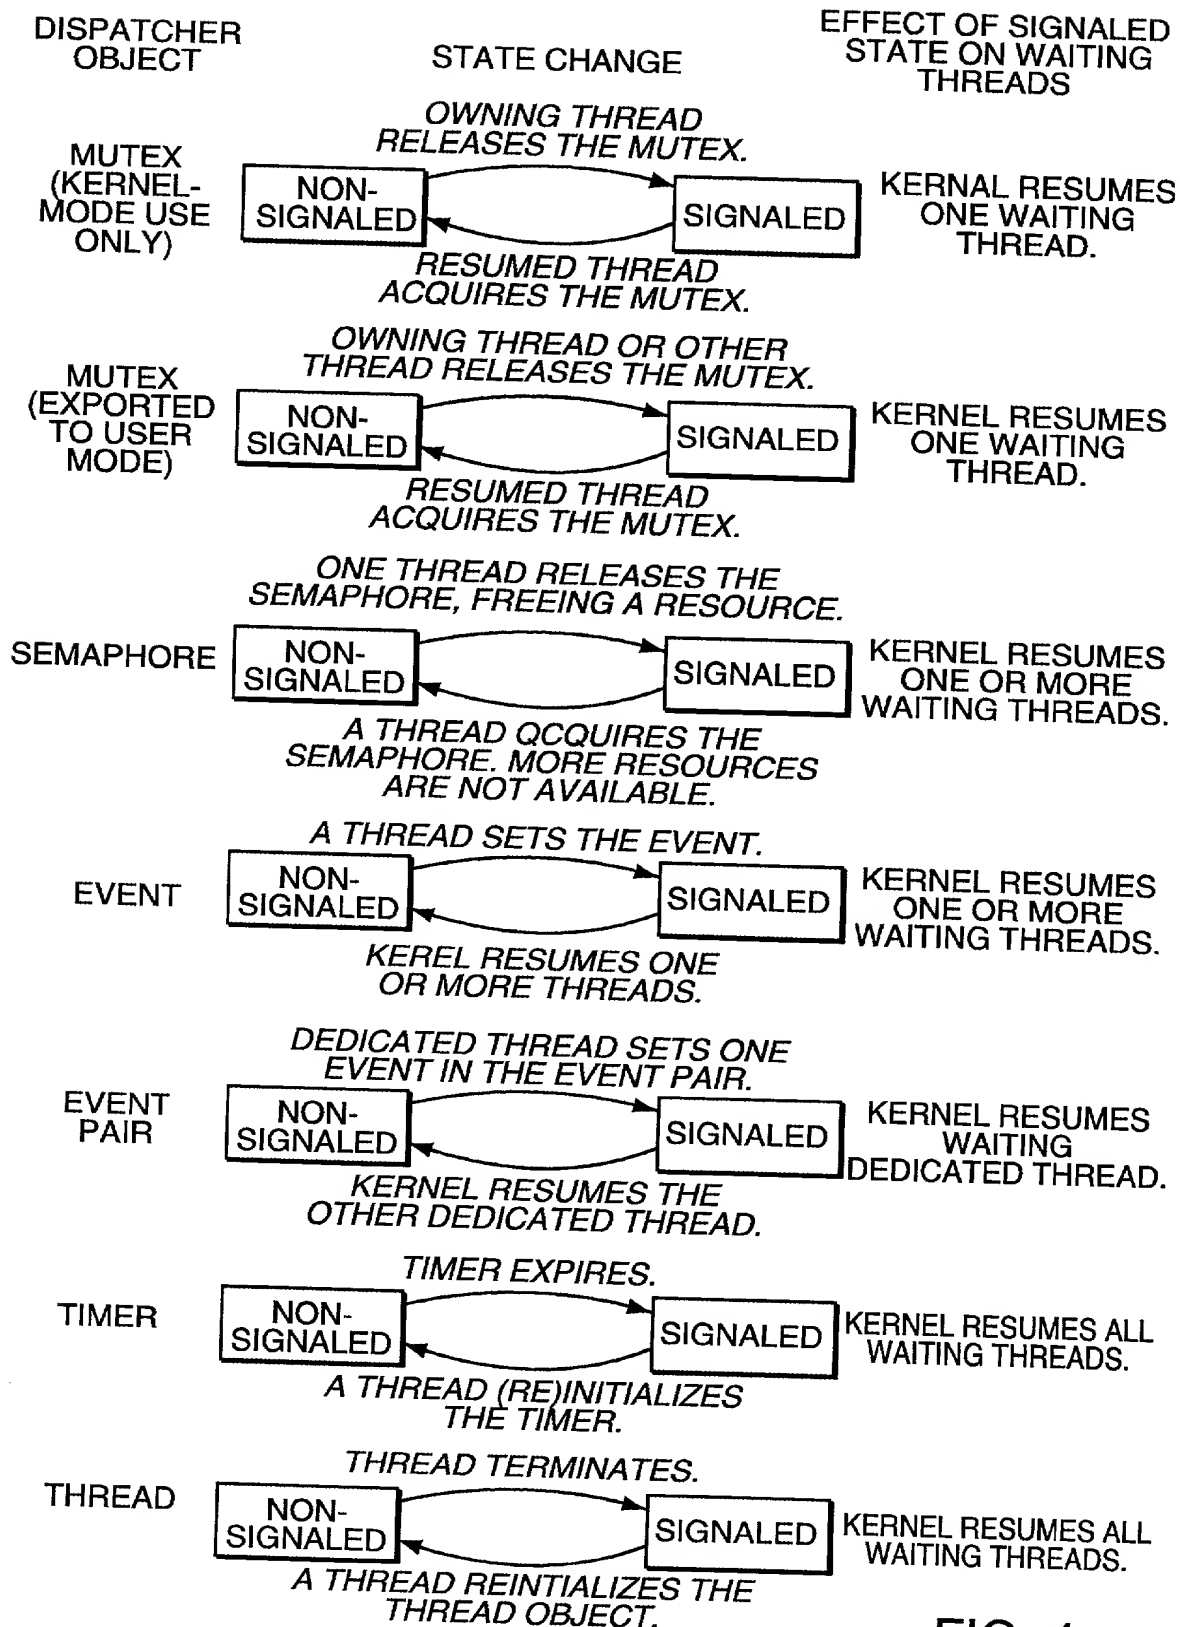 DISPATCHER
OBJECT
STATE CHANGE
EFFECT OF SIGNALED
STATE ON WAITING
THREADS
MUTEX
(KERNEL-
MODE USE
ONLY)
OWNING THREAD
RELEASES THE MUTEX.
NON-
SIGNALED
SIGNALED
RESUMED THREAD
ACQUIRES THE MUTEX.
KERNAL RESUMES
ONE WAITING
THREAD.
MUTEX
(EXPORTED
TO USER
MODE)
OWNING THREAD OR OTHER
THREAD RELEASES THE MUTEX.
NON-
SIGNALED
SIGNALED
RESUMED THREAD
ACQUIRES THE MUTEX.
KERNEL RESUMES
ONE WAITING
THREAD.
SEMAPHORE
ONE THREAD RELEASES THE
SEMAPHORE, FREEING A RESOURCE.
NON-
SIGNALED
SIGNALED
A THREAD QCQUIRES THE
SEMAPHORE. MORE RESOURCES
ARE NOT AVAILABLE.
KERNEL RESUMES
ONE OR MORE
WAITING THREADS.
EVENT
A THREAD SETS THE EVENT.
NON-
SIGNALED
SIGNALED
KEREL RESUMES ONE
OR MORE THREADS.
KERNEL RESUMES
ONE OR MORE
WAITING THREADS.
EVENT
PAIR
DEDICATED THREAD SETS ONE
EVENT IN THE EVENT PAIR.
NON-
SIGNALED
SIGNALED
KERNEL RESUMES THE
OTHER DEDICATED THREAD.
KERNEL RESUMES
WAITING
DEDICATED THREAD.
TIMER
TIMER EXPIRES.
NON-
SIGNALED
SIGNALED
A THREAD (RE)INITIALIZES
THE TIMER.
KERNEL RESUMES ALL
WAITING THREADS.
THREAD
THREAD TERMINATES.
NON-
SIGNALED
SIGNALED
A THREAD REINTIALIZES THE
THREAD OBJECT.
KERNEL RESUMES ALL
WAITING THREADS.